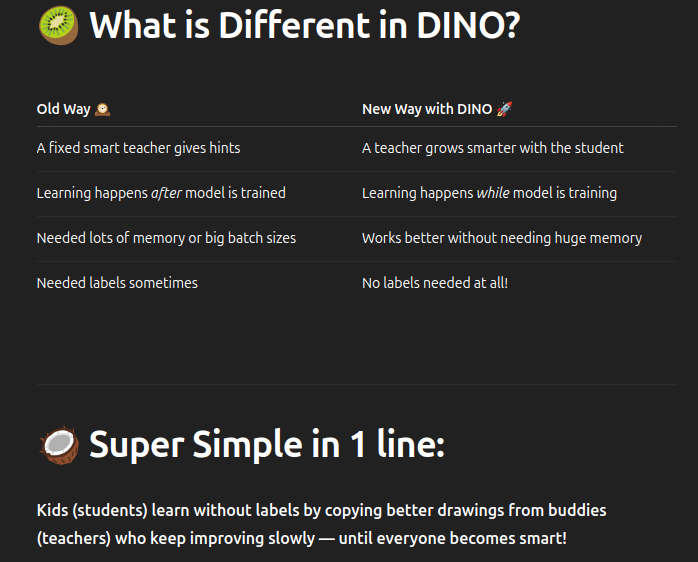 🥝 What is Different in DINO?
Old Way 🕰️ New Way with DINO 🚀
A fixed smart teacher gives hints A teacher grows smarter with the student
Learning happens after model is trained Learning happens while model is training
Needed lots of memory or big batch sizes Works better without needing huge memory
Needed labels sometimes No labels needed at all!
🥥 Super Simple in 1 line:
Kids (students) learn without labels by copying better drawings from buddies
(teachers) who keep improving slowly — until everyone becomes smart!